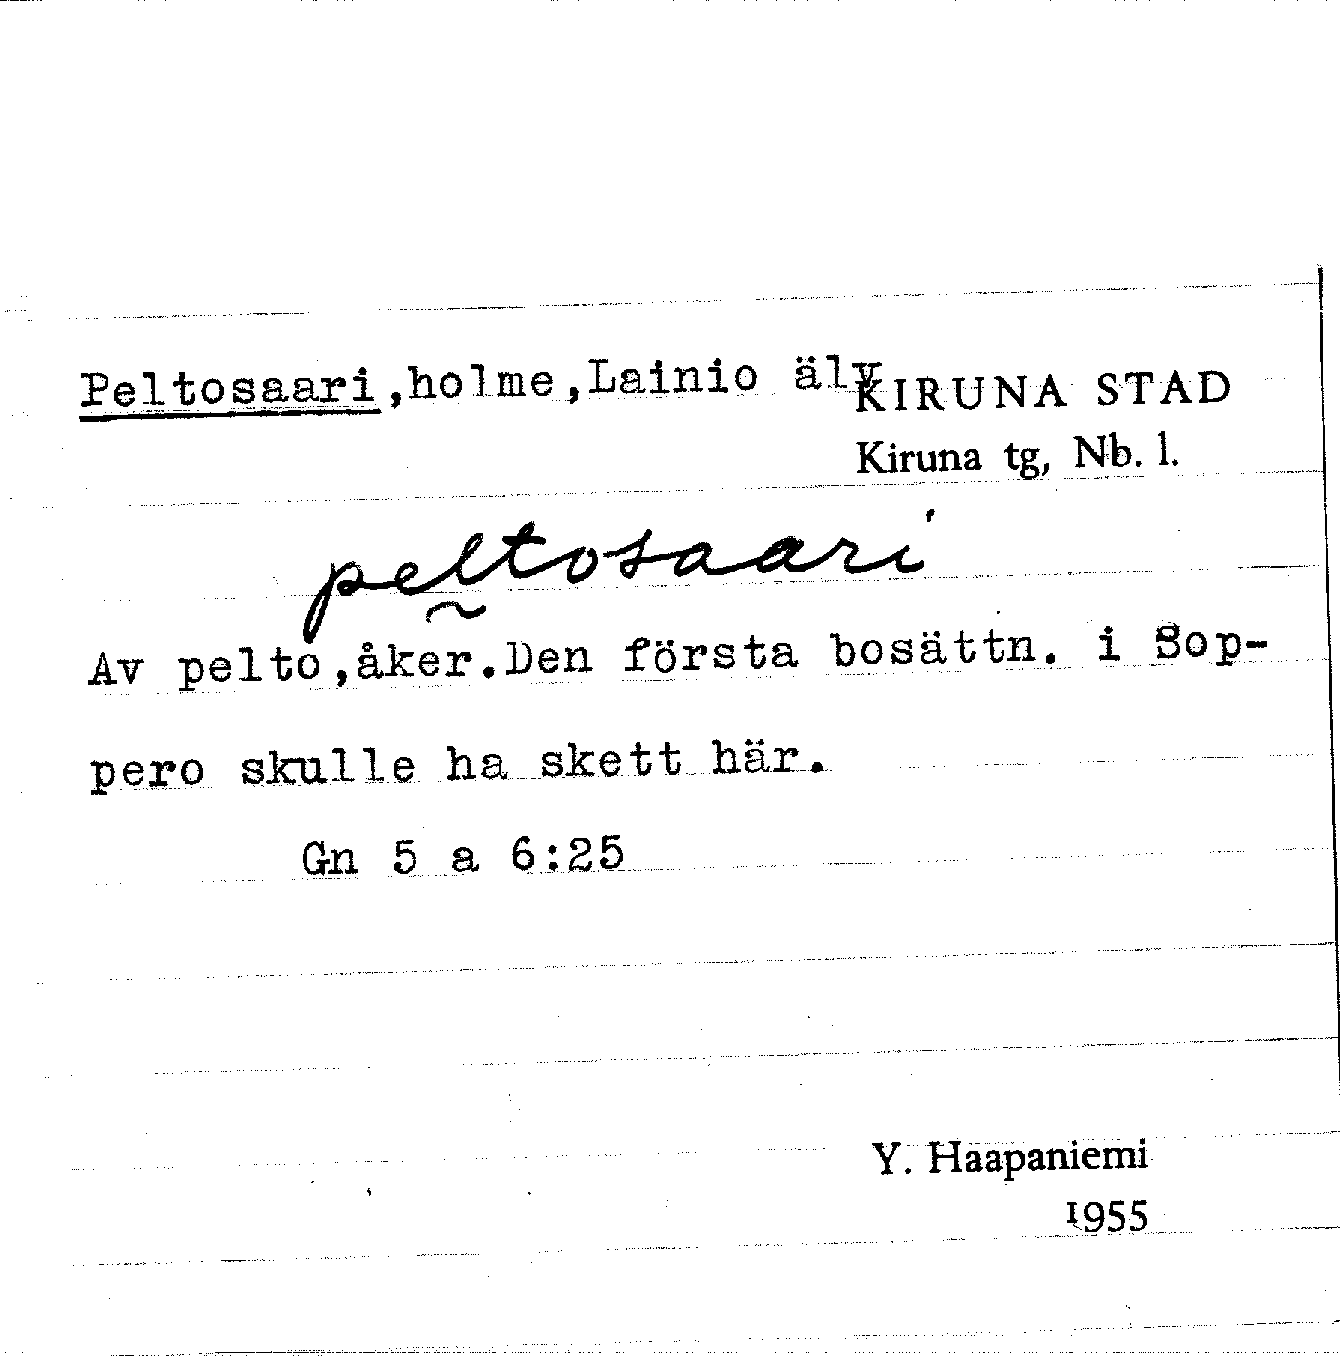 Peltosaari,holme,Lainio älv KIRUNA STAD
Kiruna tg, Nb. l.
peltosaari
Av pelto,åker.Den första bosättn. i Sop-
pero skulle ha skett här.
Gn 5 a 6:25
Y. Haapaniemi
1955